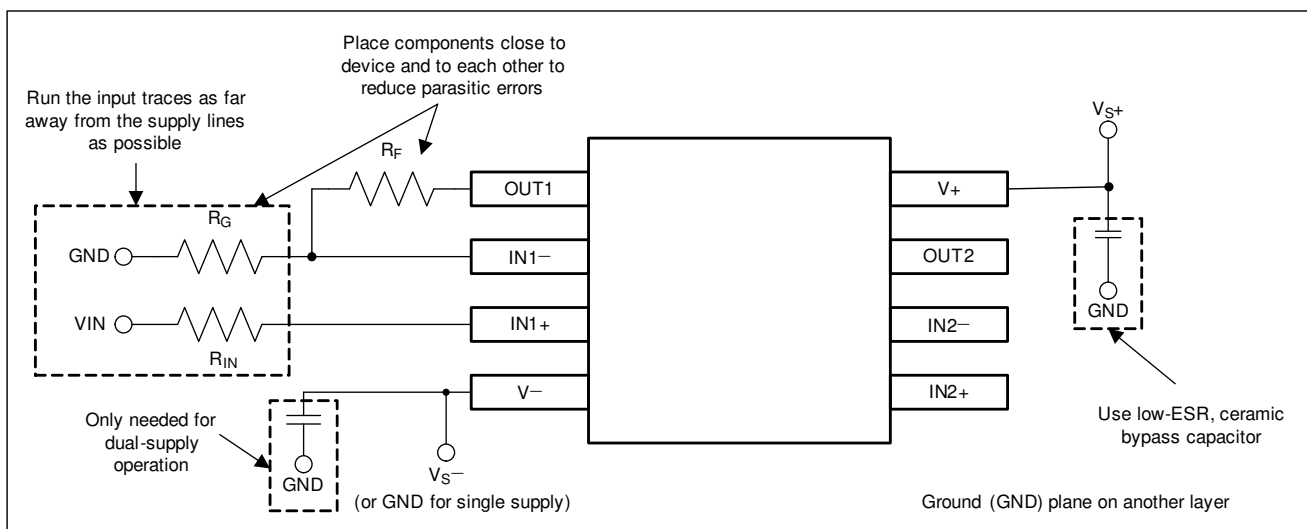 Place components close to
device and to each other to
reduce parasitic errors
Run the input traces as far
away from the supply lines
as possible
VS+
RF
OUT1
V+
RG
GND
IN1−
OUT2
GND
VIN
IN1+
IN2−
RIN
V−
IN2+
Only needed for
dual-supply
operation
Use low-ESR, ceramic
bypass capacitor
GND
VS−
(or GND for single supply)
Ground (GND) plane on another layer